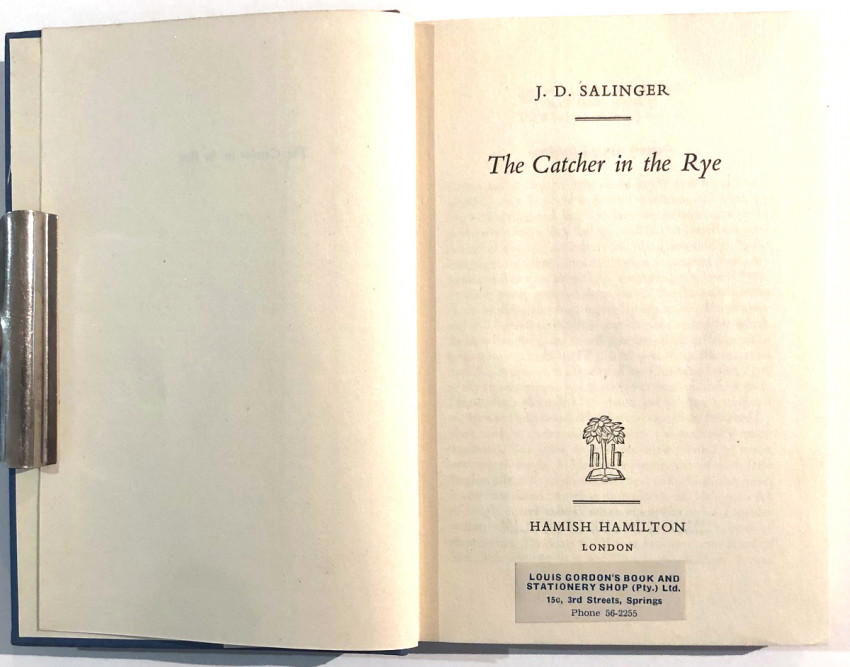 J. D. SALINGER
The Catcher in the Rye
h h
HAMISH HAMILTON
LONDON
LOUIS GORDON'S BOOK AND
STATIONERY SHOP (Pty.) Ltd.
15c, 3rd Streets, Springs
Phone 56-2255